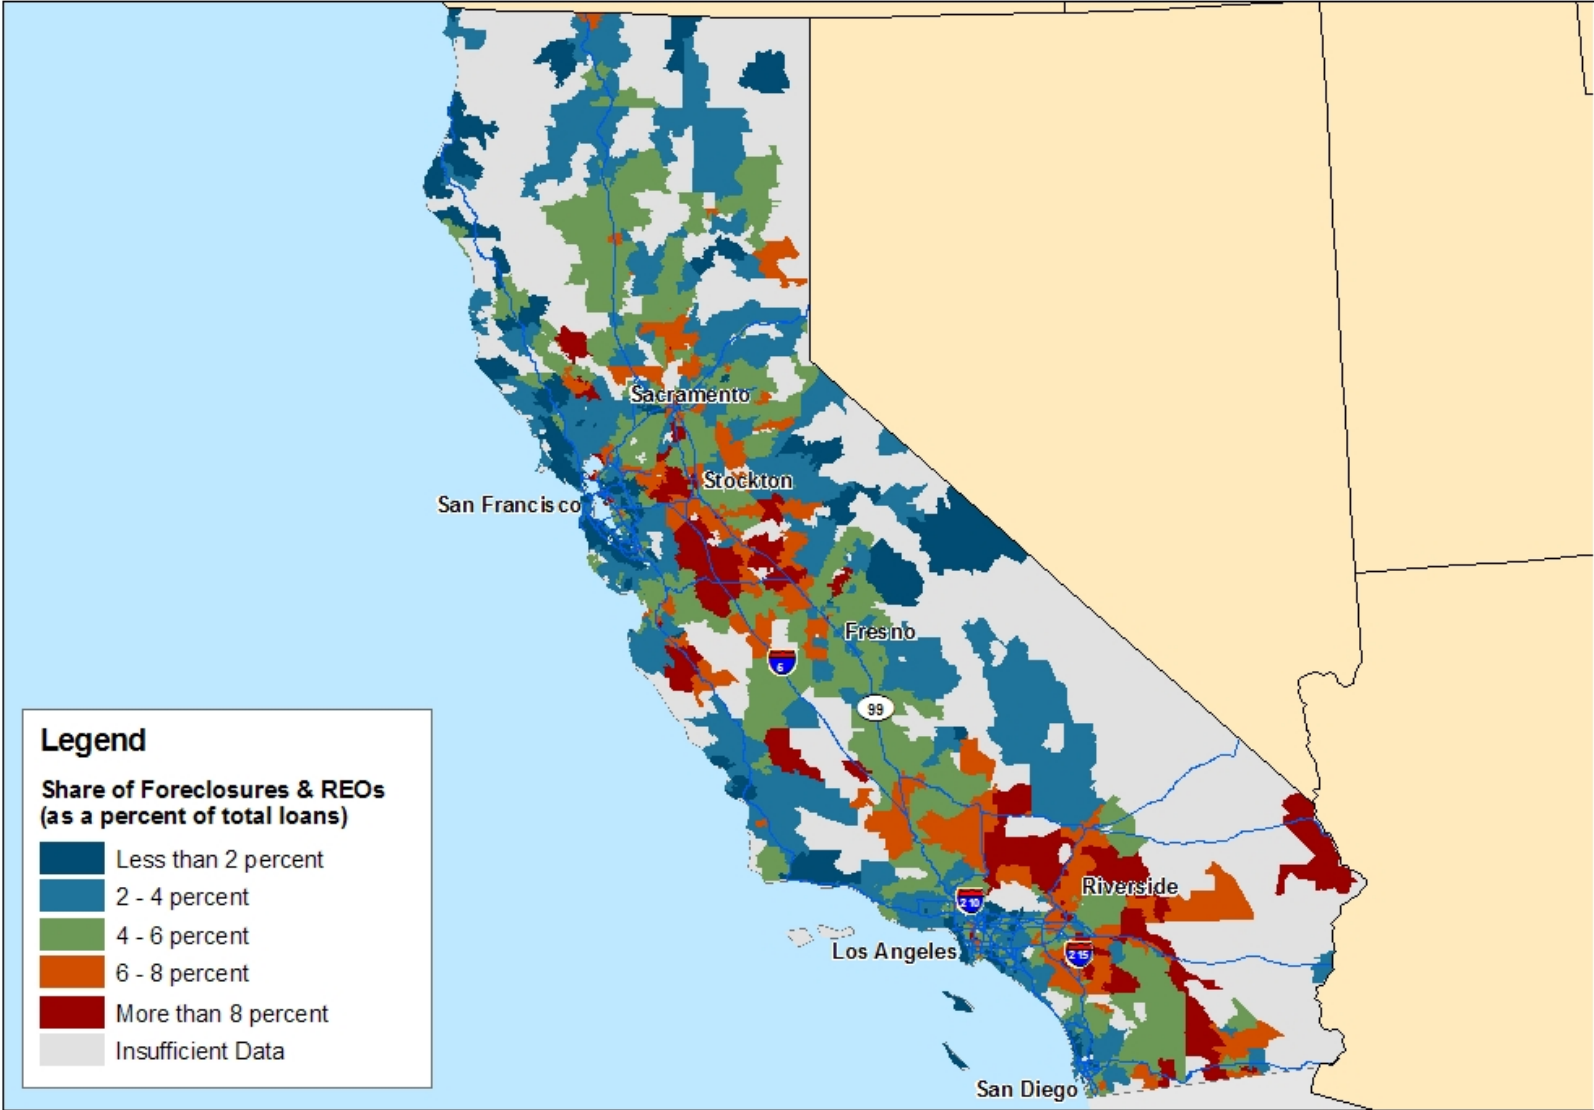 Sacramento
Stockton
San Francisco
Fresno
5
99
Legend
Share of Foreclosures & REOs
(as a percent of total loans)
Less than 2 percent
2 - 4 percent
4 - 6 percent
6 - 8 percent
More than 8 percent
Insufficient Data
Riverside
210
Los Angeles
215
San Diego